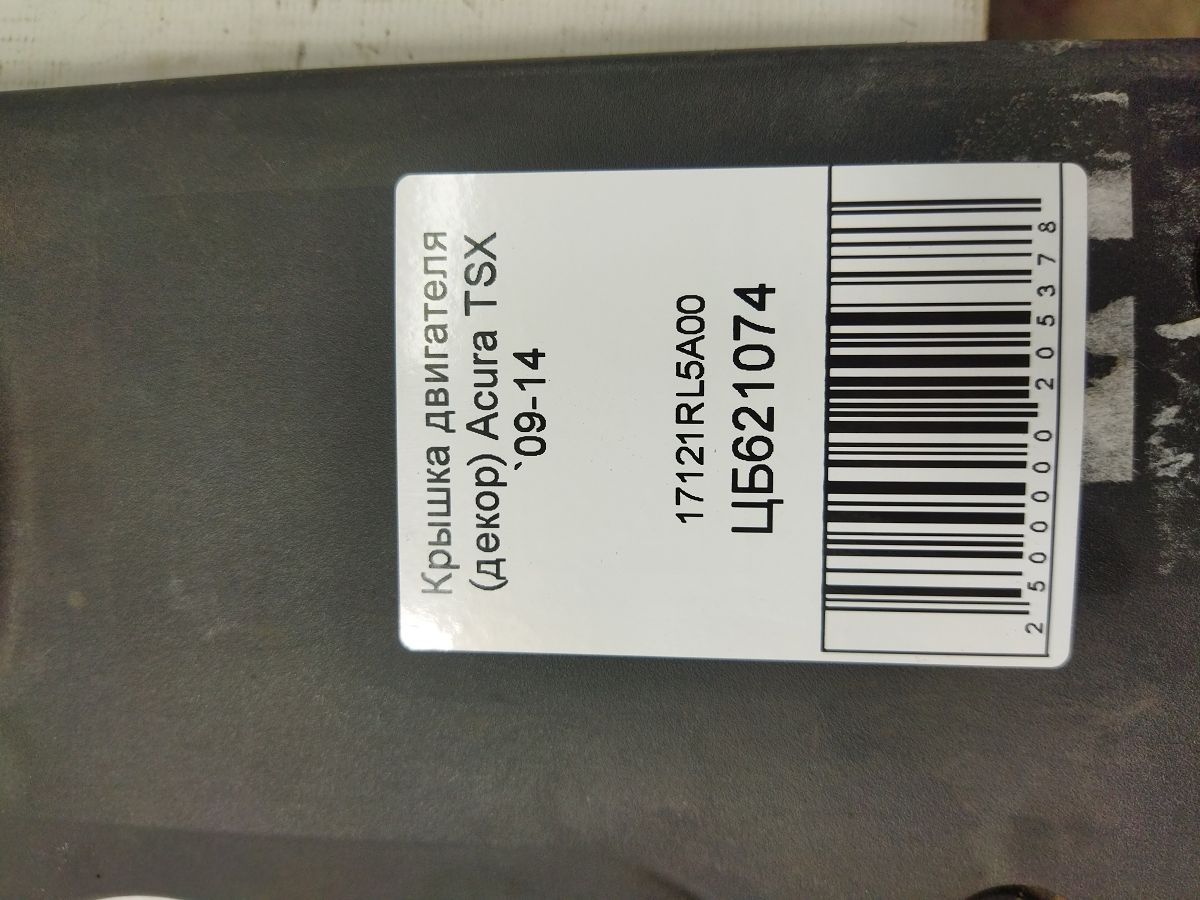 Крышка двигателя
(декор) Acura TSX
`09-14
17121RL5A00
ЦБ621074
2500000205378